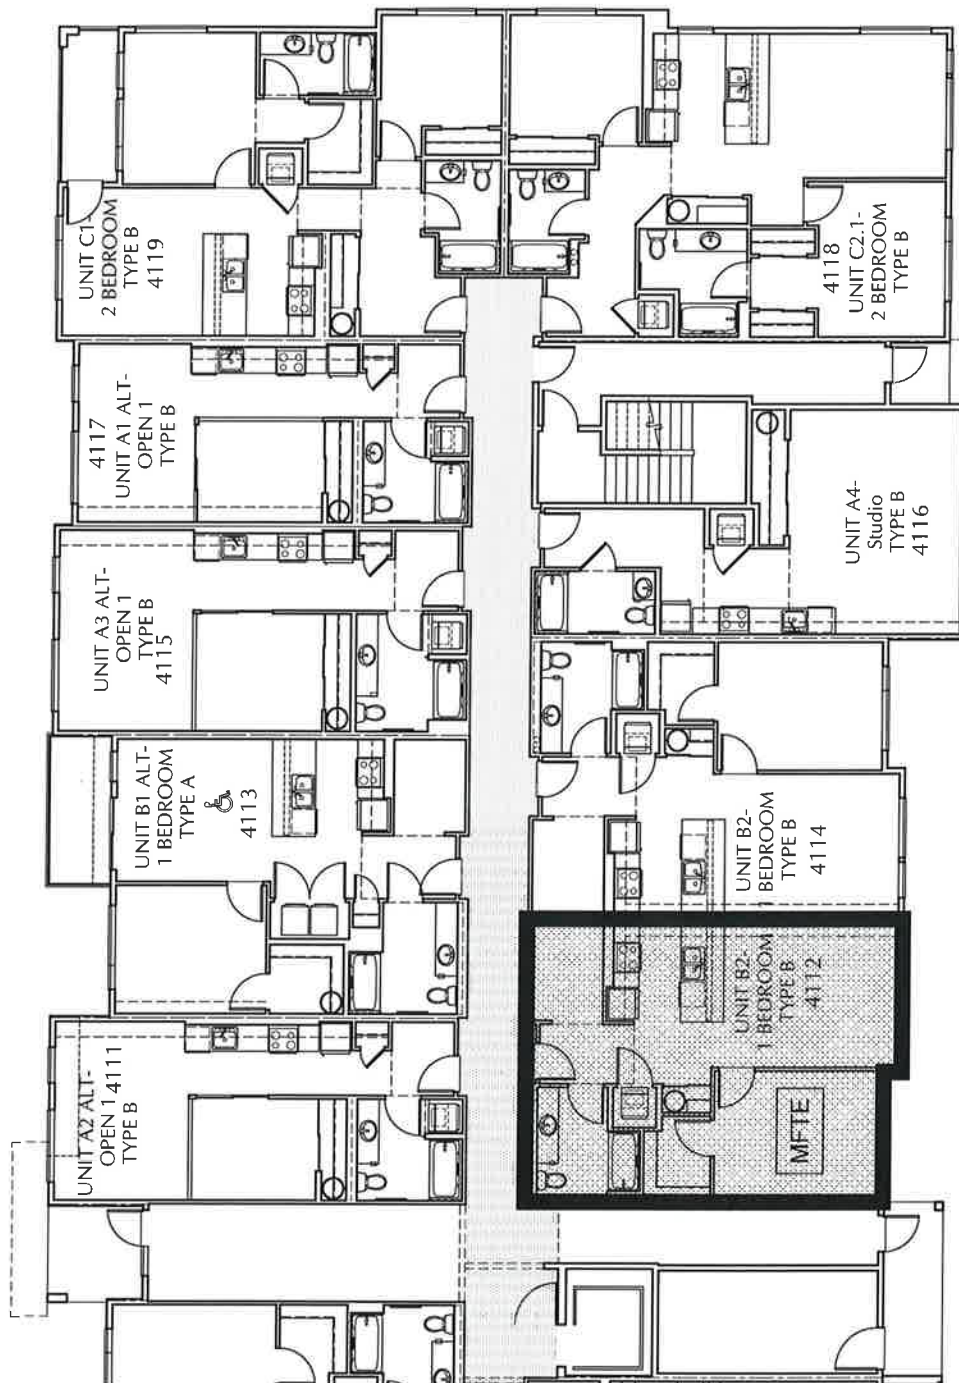 UNIT C1-
2 BEDROOM
TYPE B
4119
4118
UNIT C2.1-
2 BEDROOM
TYPE B
4117
UNIT A1 ALT-
OPEN 1
TYPE B
UNIT A4-
Studio
TYPE B
4116
UNIT A3 ALT-
OPEN 1
TYPE B
4115
UNIT B1 ALT-
1 BEDROOM
TYPE A
4113
UNIT B2-
1 BEDROOM
TYPE B
4114
UNIT B2-
1 BEDROOM
TYPE B
4112
MFTE
UNIT A2 ALT-
OPEN 1 4111
TYPE B